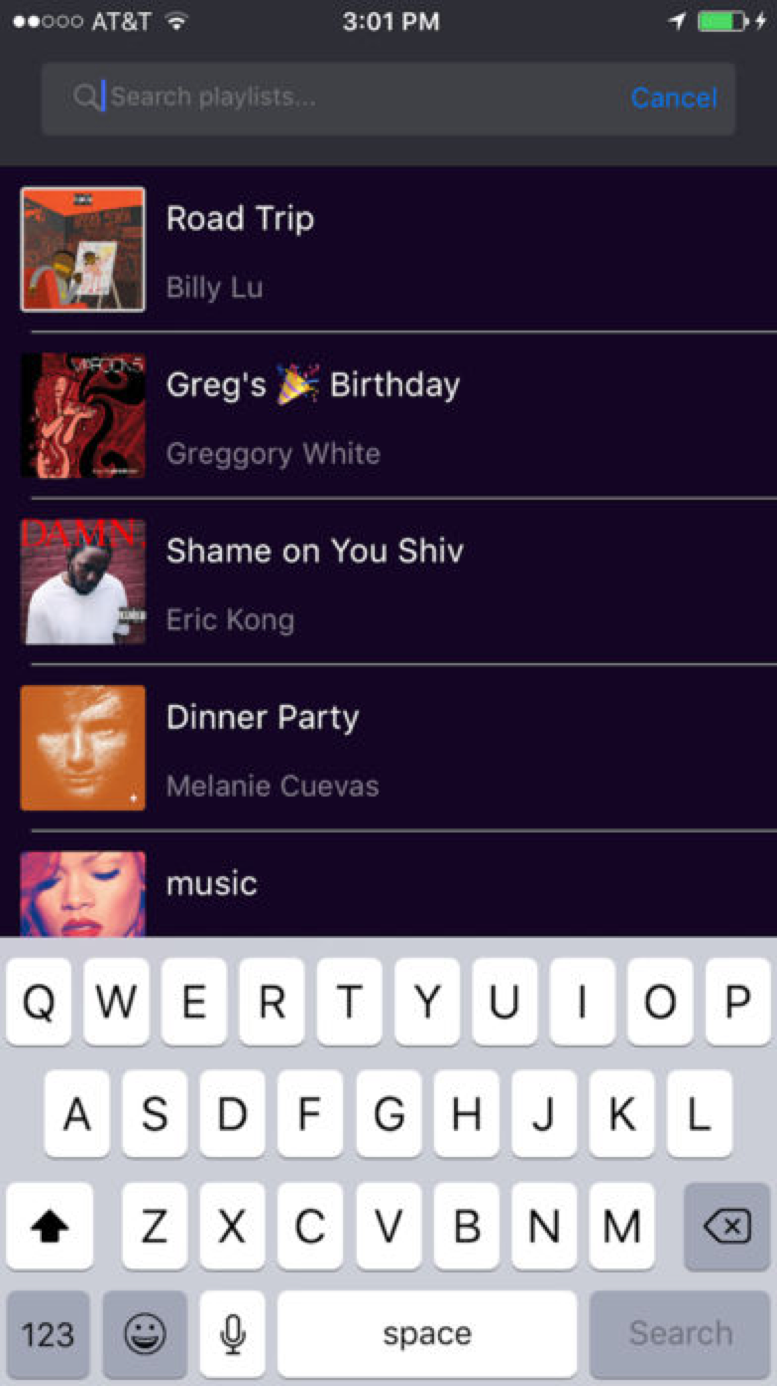 AT&T 3:01 PM
Search playlists... Cancel
Road Trip
Billy Lu
MAROON5
Greg's 🎉 Birthday
Greggory White
DAMN.
Shame on You Shiv
Eric Kong
Dinner Party
Melanie Cuevas
music
Q W E R T Y U I O P
A S D F G H J K L
Z X C V B N M
123 space Search